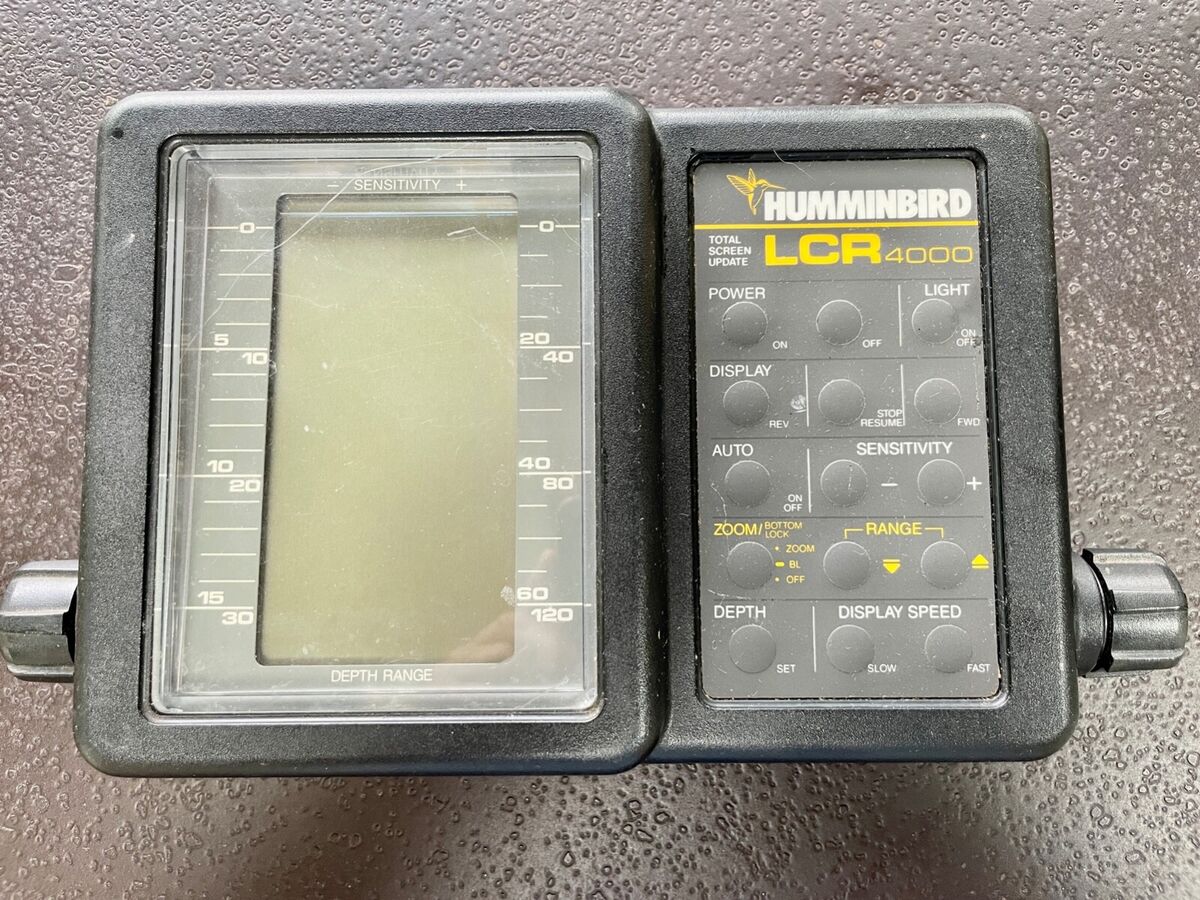 - SENSITIVITY +
0 0
5 20
10 40
10 40
20 80
15 60
30 120
DEPTH RANGE
HUMMINBIRD
TOTAL
SCREEN
UPDATE
LCR 4000
POWER LIGHT
ON OFF ON
OFF
DISPLAY
REV STOP
RESUME FWD
AUTO SENSITIVITY
ON
OFF - +
ZOOM/BOTTOM
LOCK RANGE
• ZOOM
BL
• OFF
DEPTH DISPLAY SPEED
SET SLOW FAST